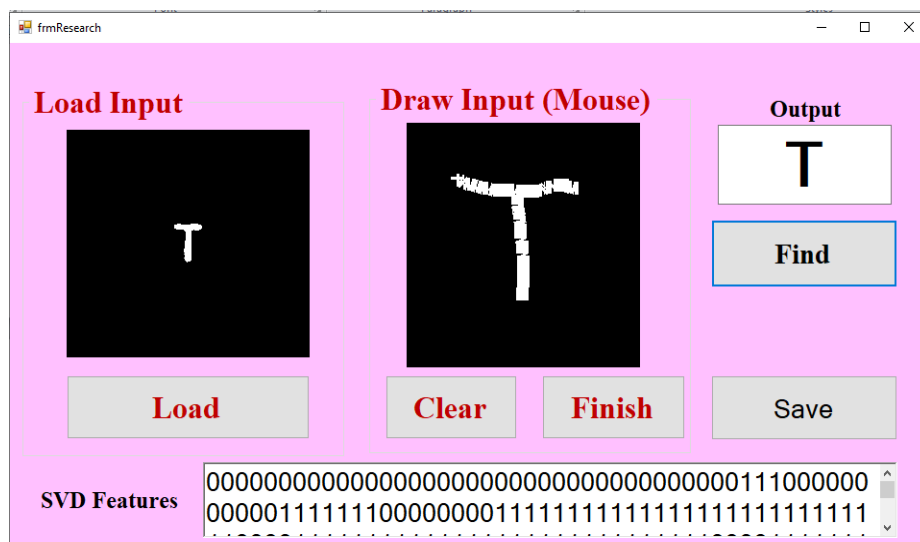 frmResearch
Load Input
Draw Input (Mouse)
Output
T
T
T
Find
Load
Clear
Finish
Save
SVD Features
0000000000000000000000000000000000000111000000
0000011111110000000011111111111111111111111111